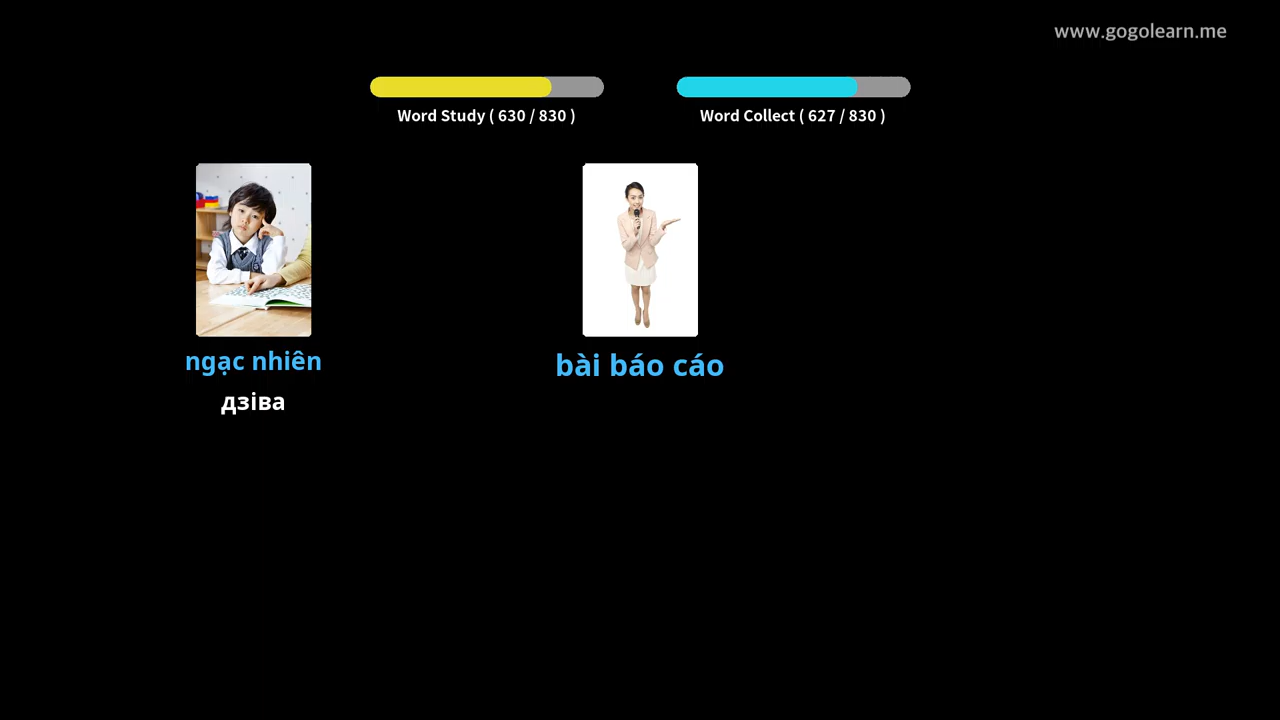 www.gogolearn.me
Word Study ( 630 / 830 )
Word Collect ( 627 / 830 )
ngạc nhiên
дзіва
bài báo cáo